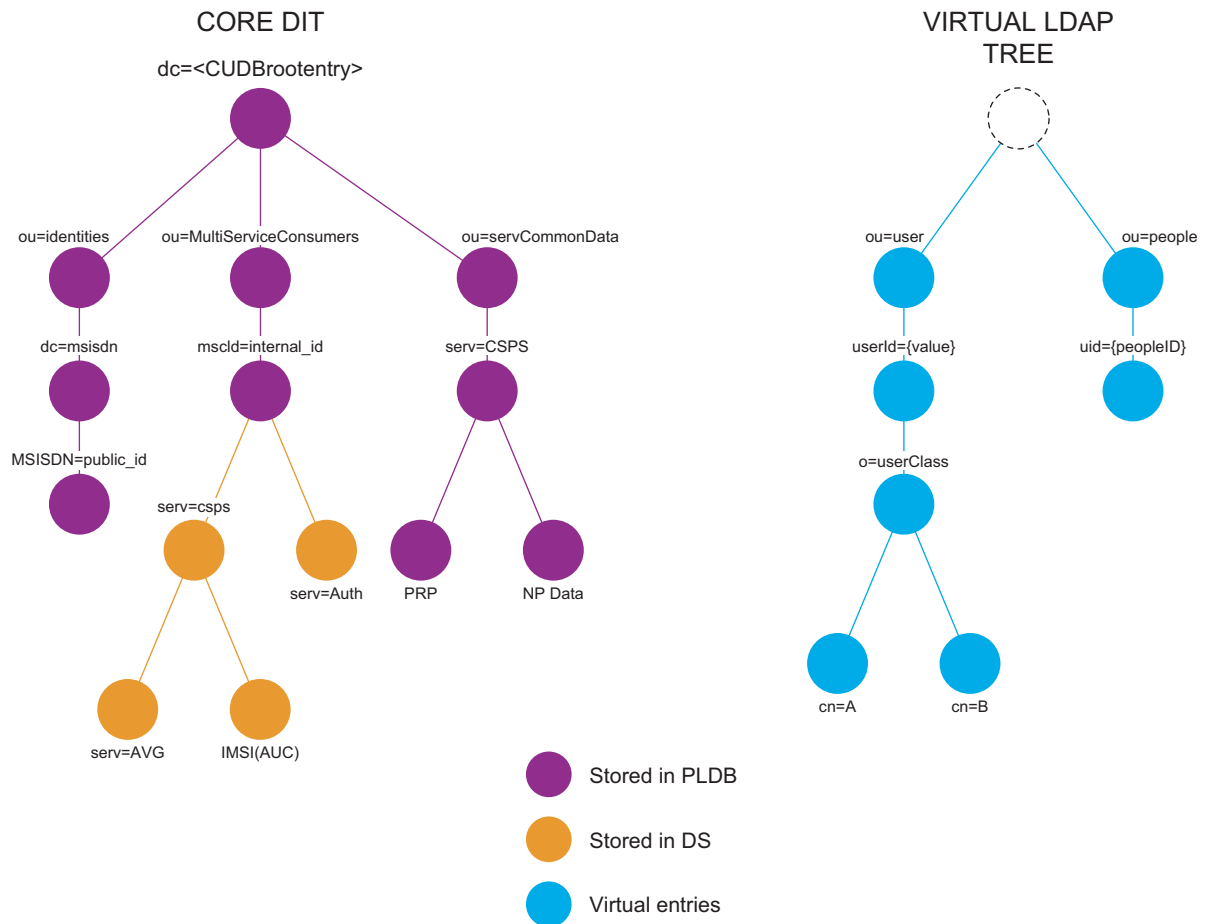 CORE DIT
dc=<CUDBrootentry>
ou=identities
ou=MultiServiceConsumers
ou=servCommonData
dc=msisdn
mscId=internal_id
serv=CSPS
MSISDN=public_id
serv=csps
serv=Auth
PRP
NP Data
serv=AVG
IMSI(AUC)
VIRTUAL LDAP
TREE
ou=user
ou=people
userId={value}
uid={peopleID}
o=userClass
cn=A
cn=B
Stored in PLDB
Stored in DS
Virtual entries